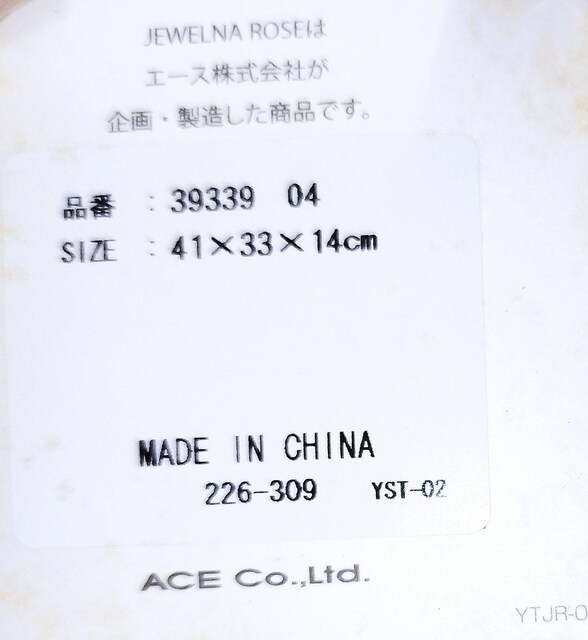 JEWELNA ROSEは
エース株式会社が
企画・製造した商品です。
品番 : 39339 04
SIZE : 41×33×14cm
MADE IN CHINA
226-309 YST-02
ACE Co.,Ltd.
YTJR-0